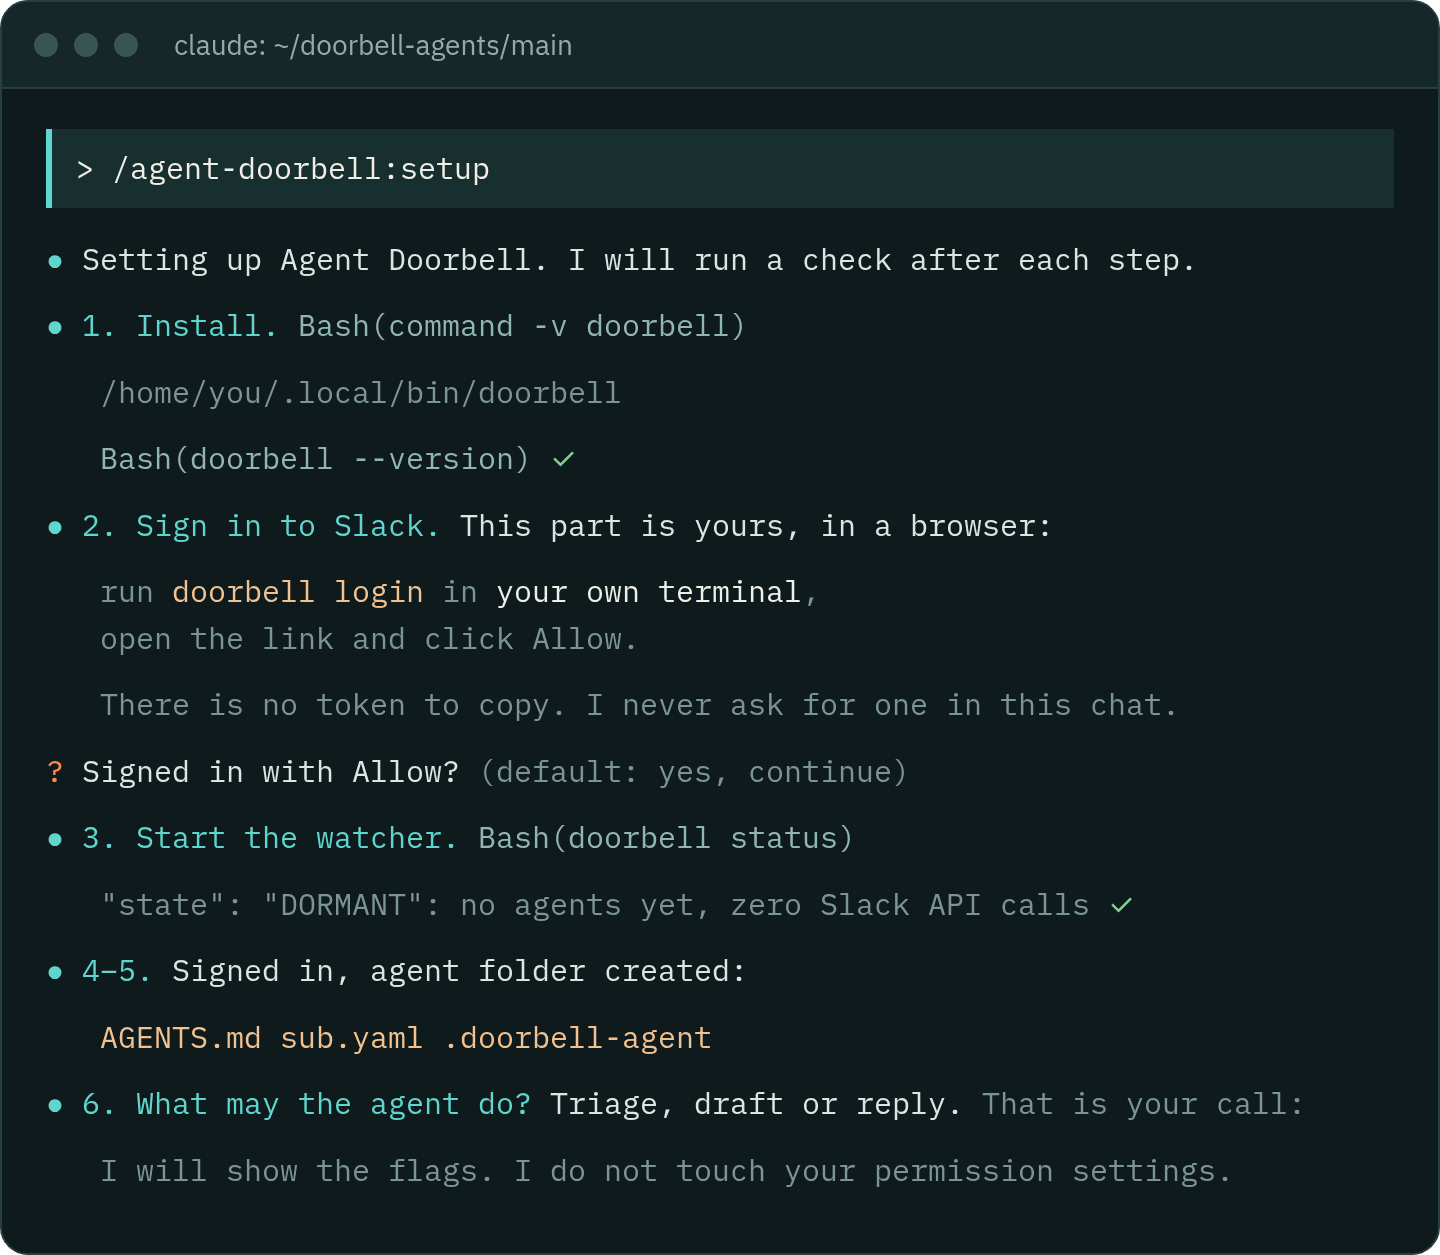 claude: ~/doorbell-agents/main
> /agent-doorbell:setup
● Setting up Agent Doorbell. I will run a check after each step.
● 1. Install. Bash(command -v doorbell)
/home/you/.local/bin/doorbell
Bash(doorbell --version) ✓
● 2. Sign in to Slack. This part is yours, in a browser:
run doorbell login in your own terminal,
open the link and click Allow.
There is no token to copy. I never ask for one in this chat.
? Signed in with Allow? (default: yes, continue)
● 3. Start the watcher. Bash(doorbell status)
"state": "DORMANT": no agents yet, zero Slack API calls ✓
● 4–5. Signed in, agent folder created:
AGENTS.md sub.yaml .doorbell-agent
● 6. What may the agent do? Triage, draft or reply. That is your call:
I will show the flags. I do not touch your permission settings.